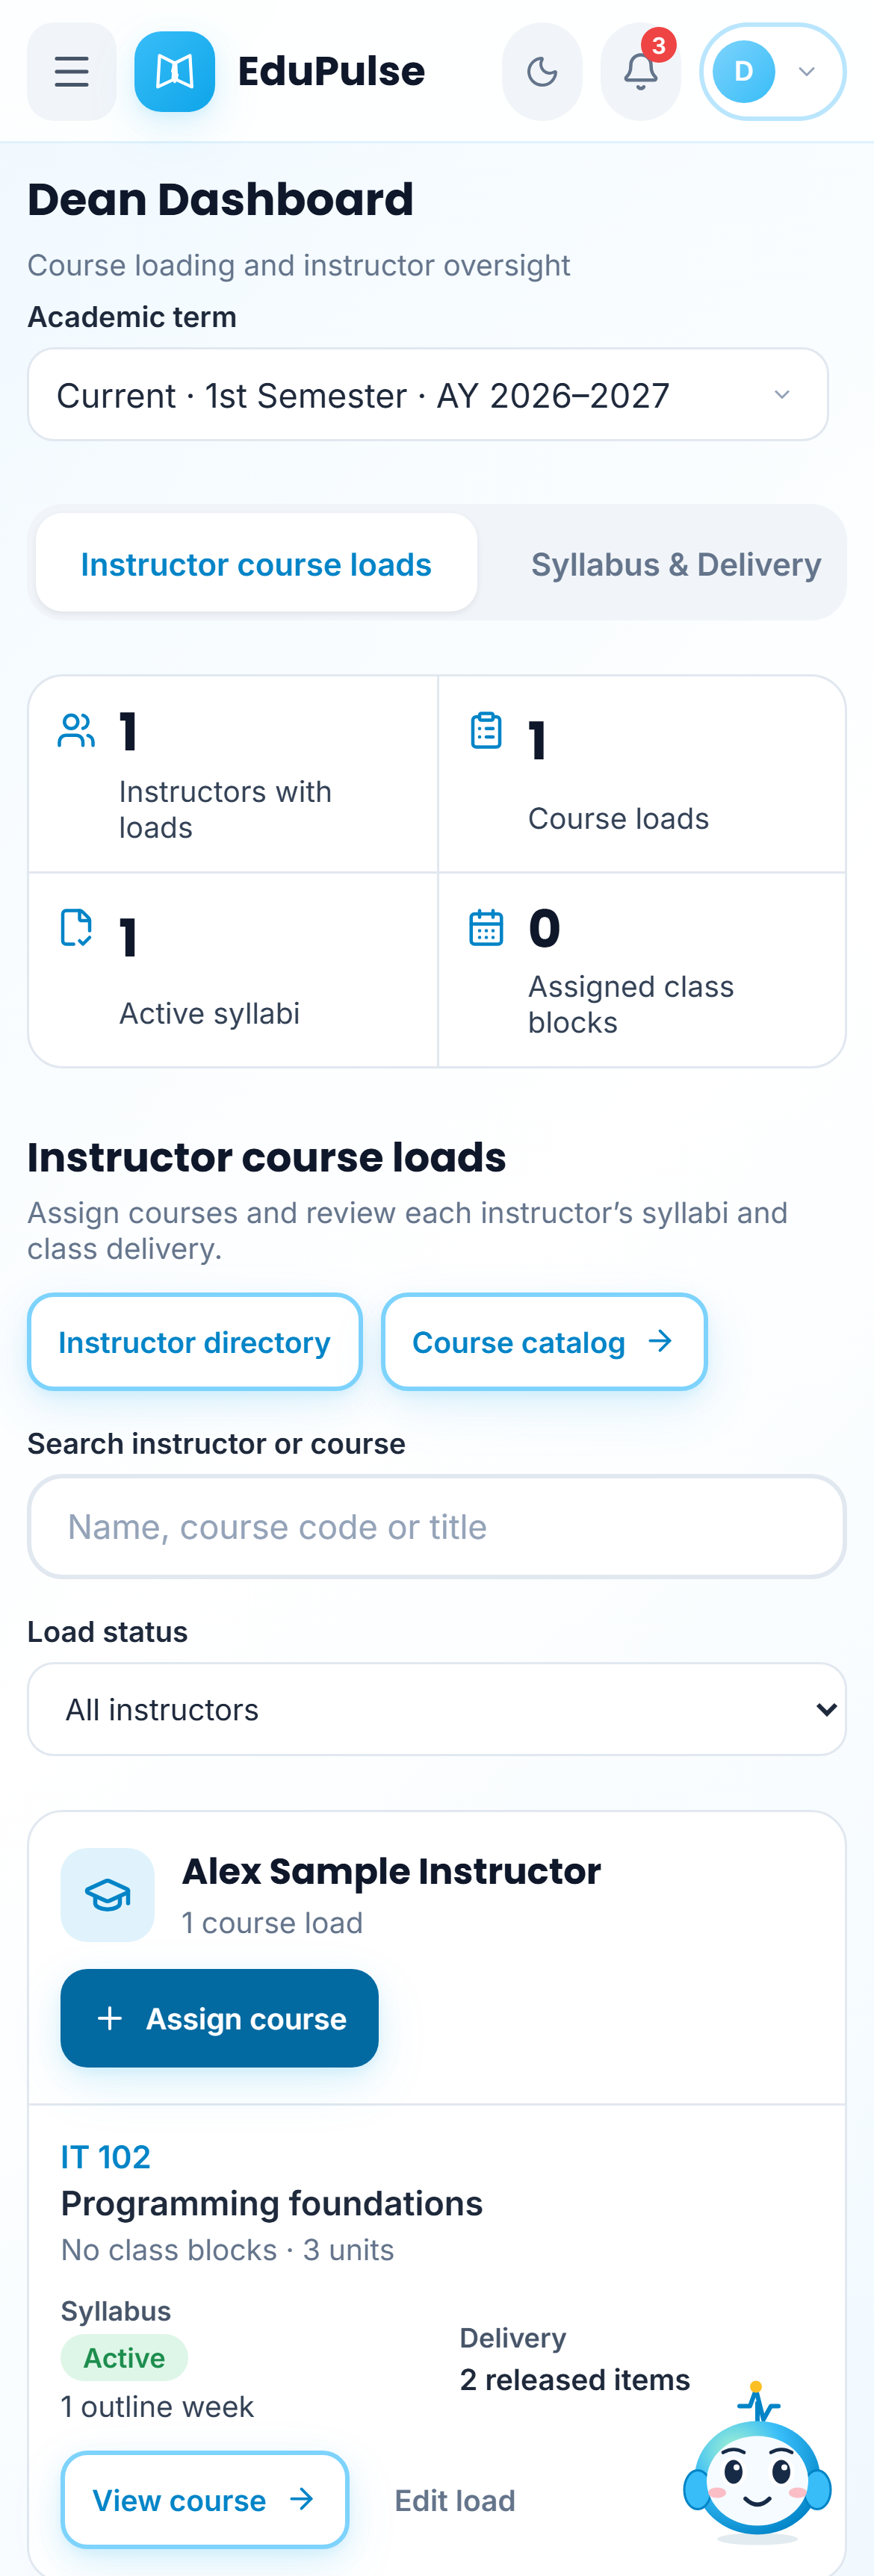 EduPulse
3
D
Dean Dashboard
Course loading and instructor oversight
Academic term
Current · 1st Semester · AY 2026–2027
Instructor course loads
Syllabus & Delivery
1
Instructors with
loads
1
Course loads
1
Active syllabi
0
Assigned class
blocks
Instructor course loads
Assign courses and review each instructor’s syllabi and
class delivery.
Instructor directory
Course catalog
Search instructor or course
Name, course code or title
Load status
All instructors
Alex Sample Instructor
1 course load
Assign course
IT 102
Programming foundations
No class blocks · 3 units
Syllabus
Active
1 outline week
Delivery
2 released items
View course
Edit load